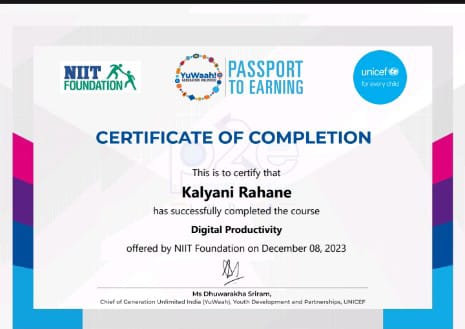 NIIT
FOUNDATION
YuWaah!
GENERATION UNLIMITED
PASSPORT
TO EARNING
unicef
for every child
CERTIFICATE OF COMPLETION
p2e
This is to certify that
Kalyani Rahane
has successfully completed the course
Digital Productivity
offered by NIIT Foundation on December 08, 2023
Ms Dhuwarakha Sriram,
Chief of Generation Unlimited India (YuWaah), Youth Development and Partnerships, UNICEF